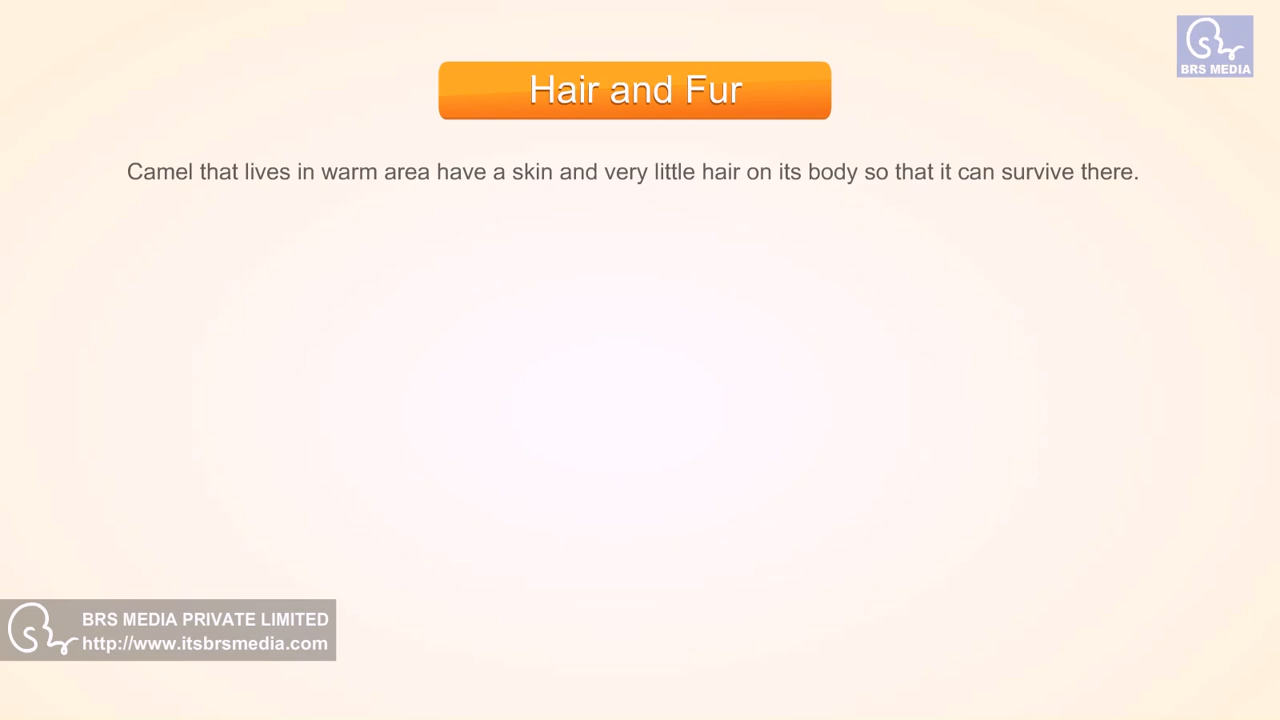 BRS MEDIA
Hair and Fur
Camel that lives in warm area have a skin and very little hair on its body so that it can survive there.
BRS MEDIA PRIVATE LIMITED
http://www.itsbrsmedia.com